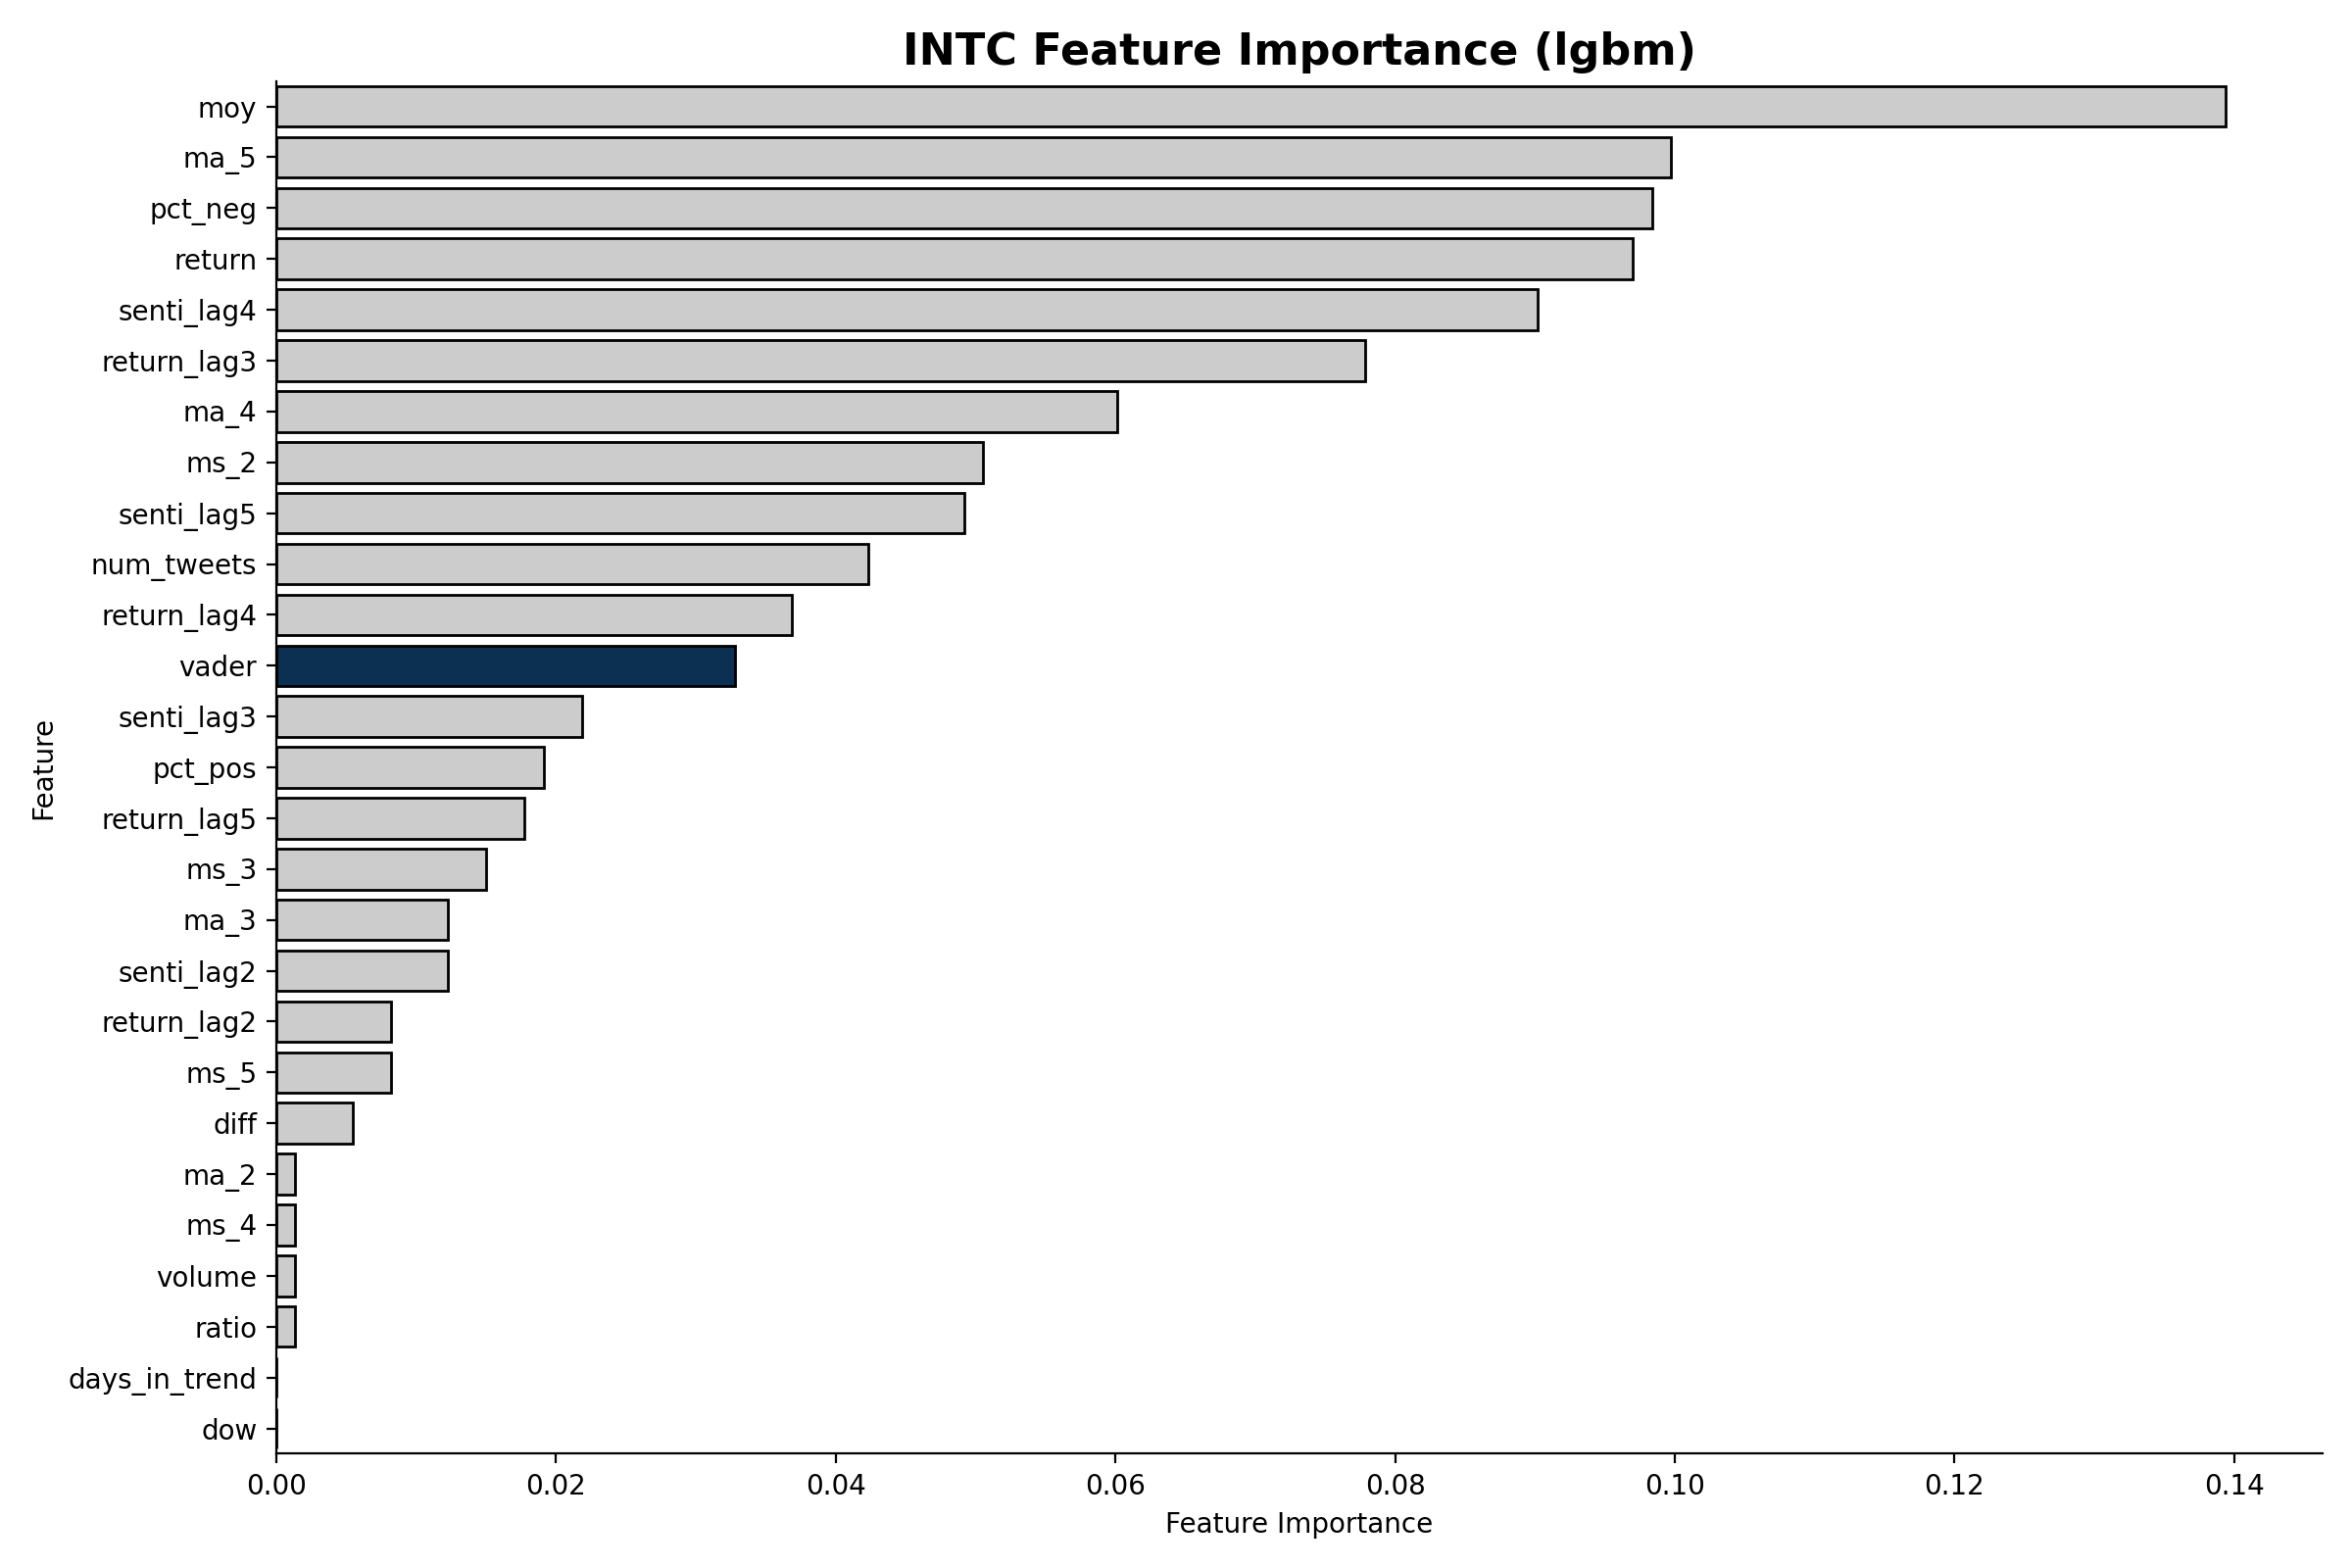 INTC Feature Importance (lgbm)
moy
ma_5
pct_neg
return
senti_lag4
return_lag3
ma_4
ms_2
senti_lag5
num_tweets
return_lag4
vader
senti_lag3
pct_pos
return_lag5
ms_3
ma_3
senti_lag2
return_lag2
ms_5
diff
ma_2
ms_4
volume
ratio
days_in_trend
dow
Feature
0.00 0.02 0.04 0.06 0.08 0.10 0.12 0.14
Feature Importance